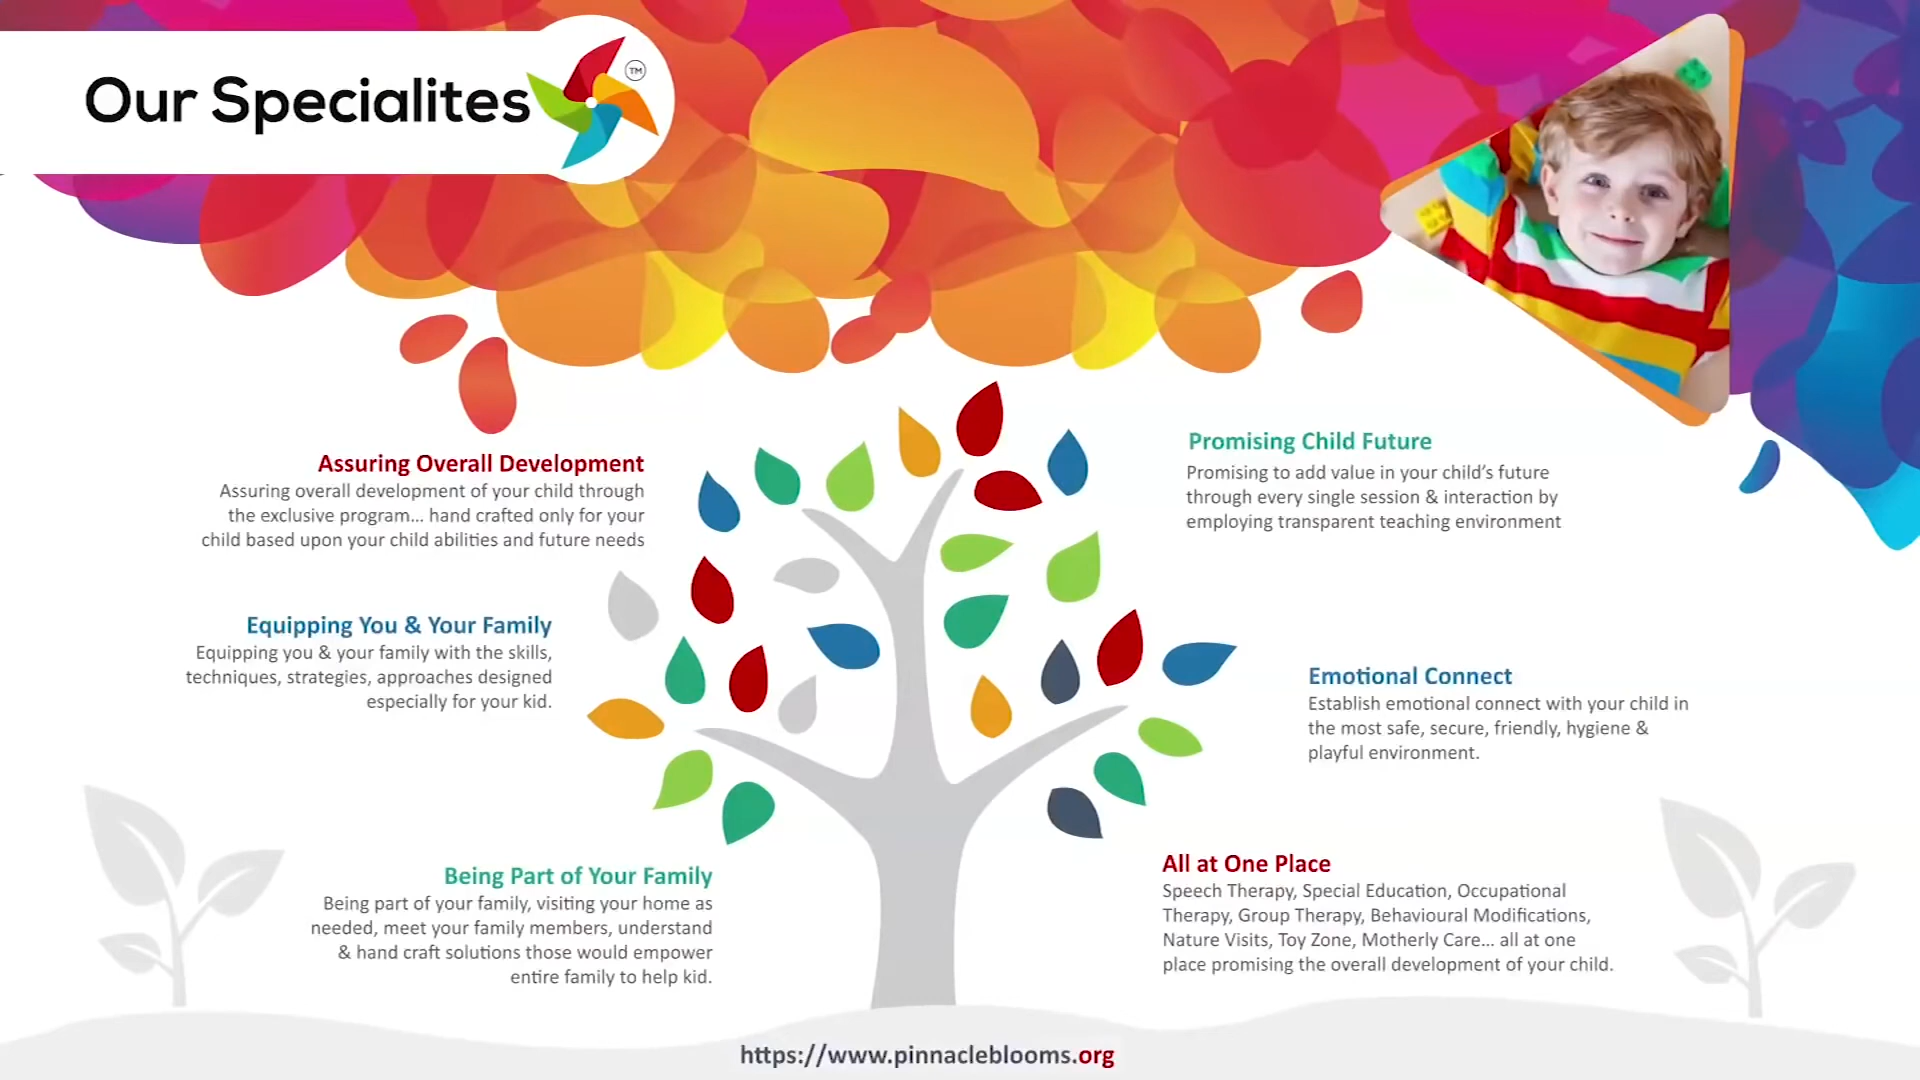 Our Specialites
TM
Assuring Overall Development
Assuring overall development of your child through
the exclusive program... hand crafted only for your
child based upon your child abilities and future needs
Equipping You & Your Family
Equipping you & your family with the skills,
techniques, strategies, approaches designed
especially for your kid.
Being Part of Your Family
Being part of your family, visiting your home as
needed, meet your family members, understand
& hand craft solutions those would empower
entire family to help kid.
Promising Child Future
Promising to add value in your child's future
through every single session & interaction by
employing transparent teaching environment
Emotional Connect
Establish emotional connect with your child in
the most safe, secure, friendly, hygiene &
playful environment.
All at One Place
Speech Therapy, Special Education, Occupational
Therapy, Group Therapy, Behavioural Modifications,
Nature Visits, Toy Zone, Motherly Care... all at one
place promising the overall development of your child.
https://www.pinnacleblooms.org